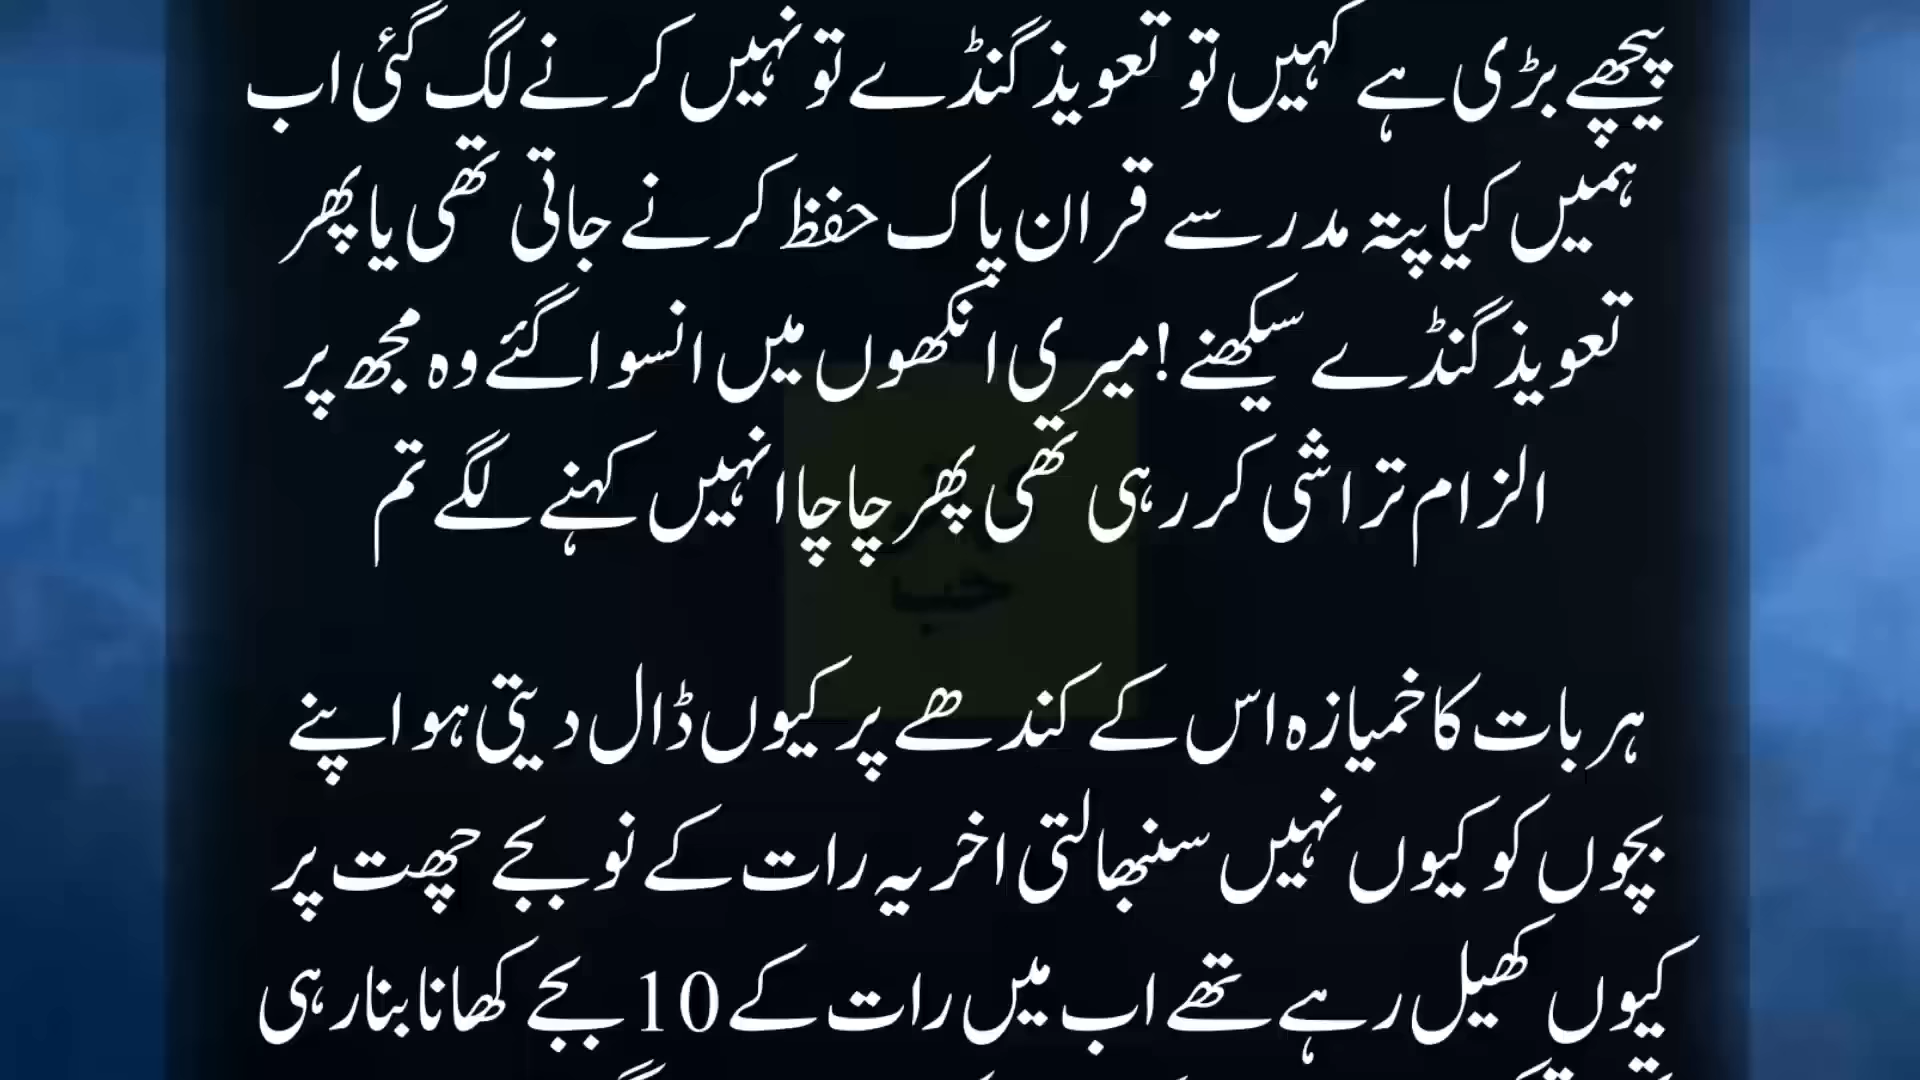 پیچھے بڑی ہے کہیں تو تعویذ گنڈے تو نہیں کرنے لگ گئی اب
ہمیں کیا پتہ مدرسے قران پاک حفظ کرنے جاتی تھی یا پھر
تعویذ گنڈے سیکھنے ! میری انکھوں میں انسو اگئے وہ مجھ پر
الزام تراشی کر رہی تھی پھر چاچا انہیں کہنے لگے تم
ہر بات کا خمیازہ اس کے کندھے پر کیوں ڈال دیتی ہو اپنے
بچوں کو کیوں نہیں سنبھالتی اخر یہ رات کے نو بجے چھت پر
کیوں کھیل رہے تھے اب میں رات کے 10 بجے کھانا بنا رہی